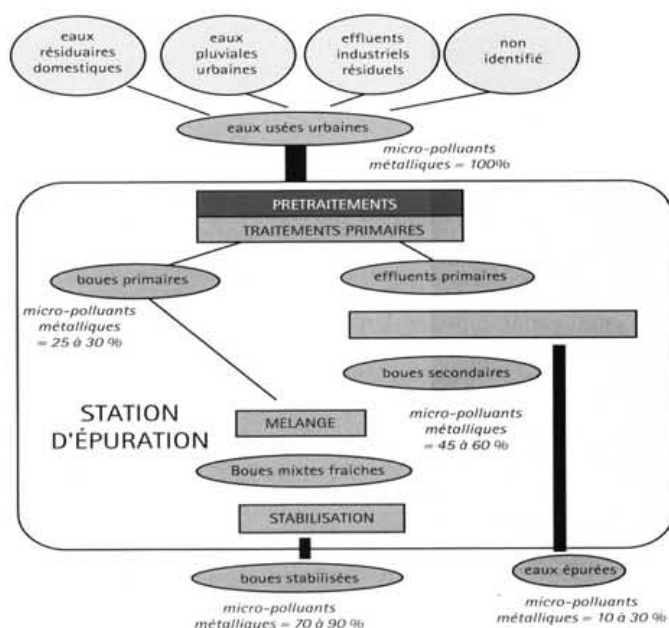 eaux
résiduaires
domestiques
eaux
pluviales
urbaines
effluents
industriels
résiduels
non
identifié
eaux usées urbaines
micro-polluants
métalliques = 100%
PRETRAITEMENTS
TRAITEMENTS PRIMAIRES
boues primaires
effluents primaires
micro-polluants
métalliques
= 25 à 30 %
boues secondaires
STATION
D'ÉPURATION
MELANGE
micro-polluants
métalliques
= 45 à 60 %
Boues mixtes fraiches
STABILISATION
boues stabilisées
eaux épurées
micro-polluants
métalliques = 70 à 90 %
micro-polluants
métalliques = 10 à 30 %